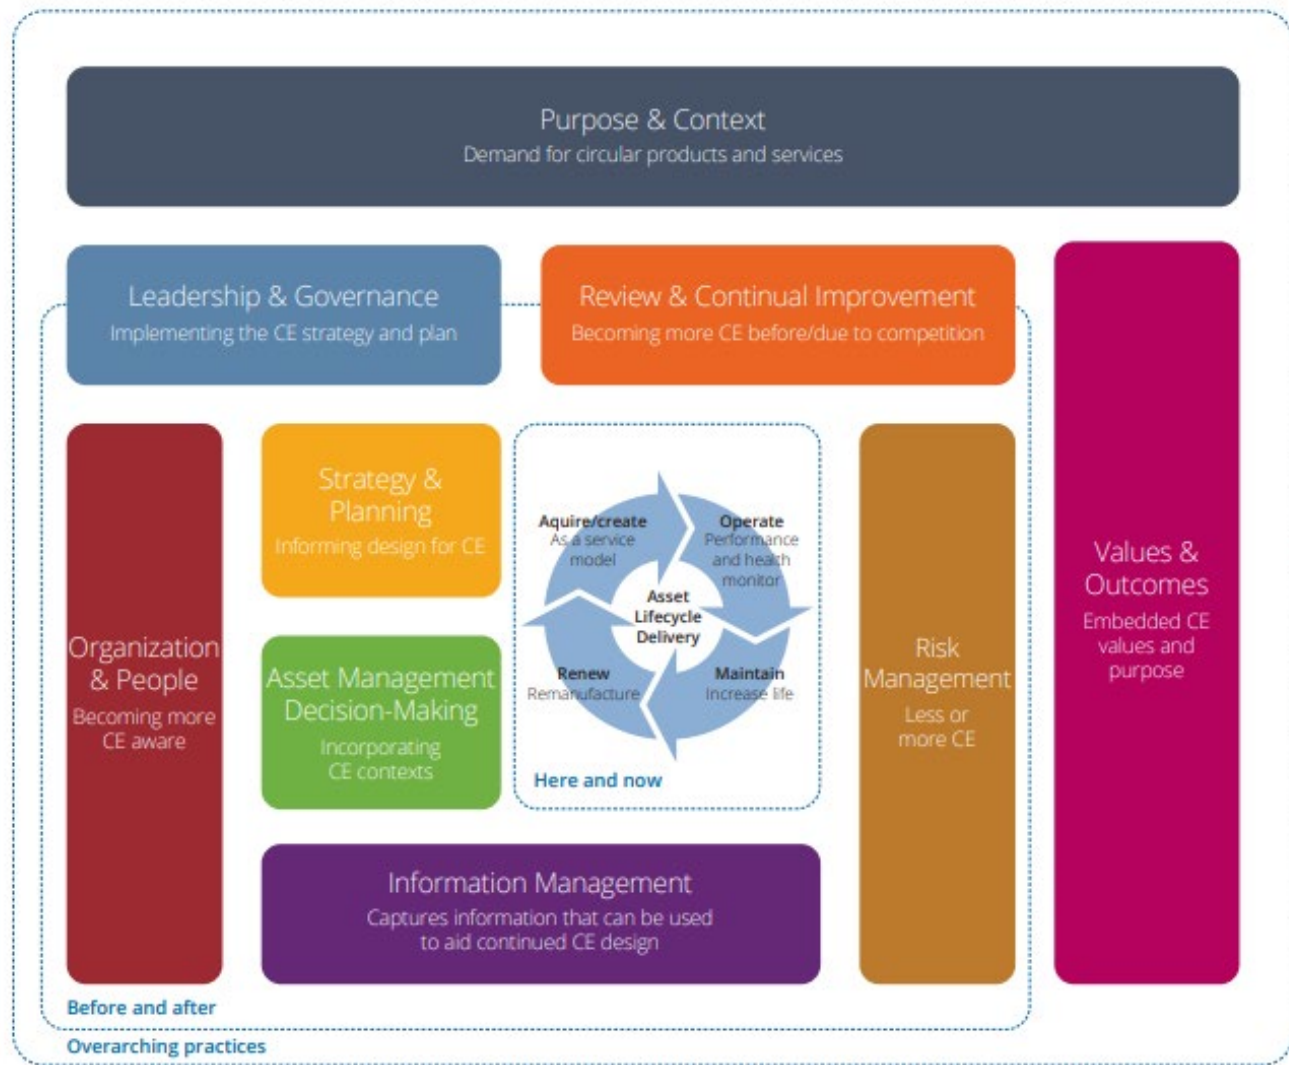 Purpose & Context
Demand for circular products and services
Leadership & Governance
Implementing the CE strategy and plan
Review & Continual Improvement
Becoming more CE before/due to competition
Organization
& People
Becoming more
CE aware
Strategy &
Planning
Informing design for CE
Asset Management
Decision-Making
Incorporating
CE contexts
Aquire/create
As a service
model
Operate
Performance
and health
monitor
Asset
Lifecycle
Delivery
Renew
Remanufacture
Maintain
Increase life
Here and now
Risk
Management
Less or
more CE
Values &
Outcomes
Embedded CE
values and
purpose
Information Management
Captures information that can be used
to aid continued CE design
Before and after
Overarching practices